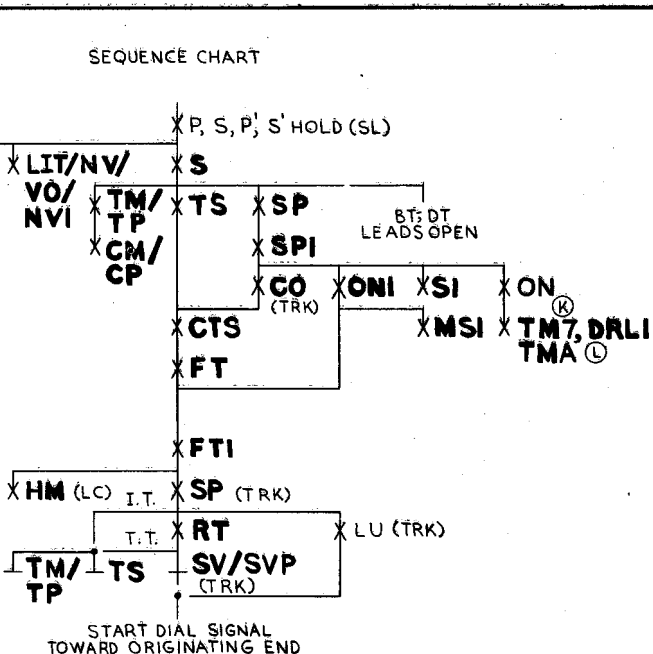 SEQUENCE CHART
P, S, P', S' HOLD (SL)
LIT/NV/
VO/
NVI
S
TM/
TP
TS
SP
BT, DT
LEADS OPEN
CM/
CP
SPI
CO
(TRK)
ONI
SI
ON
K
CTS
MSI
TM7, DRLI
TMA L
FT
FTI
HM (LC)
I.T.
SP (TRK)
T.T.
RT
LU (TRK)
TM/
TP
TS
SV/SVP
(TRK)
START DIAL SIGNAL
TOWARD ORIGINATING END